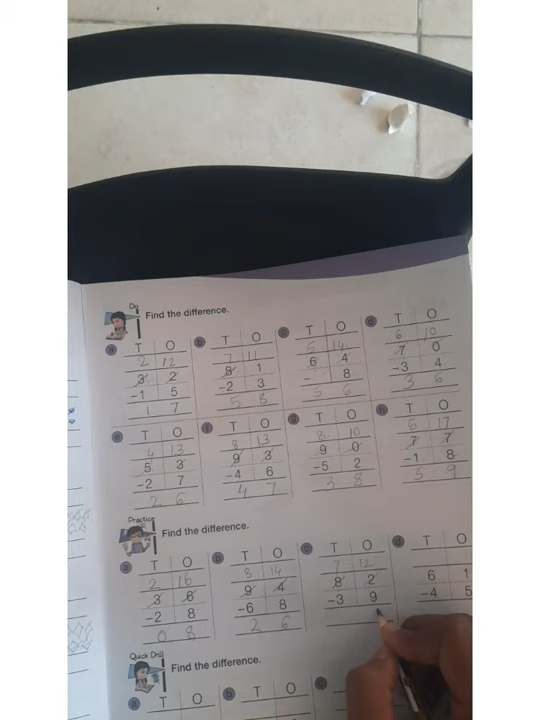 Do
Find the difference.
a T O b T O c T O d T O
2 12 7 11 5 14 6 10
3 2 8 1 6 4 7 0
-1 5 -2 3 - 8 -3 4
1 7 5 8 5 6 3 6
e T O f T O g T O h T O
4 13 8 13 8 10 6 17
5 3 9 3 9 0 7 7
-2 7 -4 6 -5 2 -1 8
2 6 4 7 3 8 5 9
Practice
Find the difference.
a T O b T O c T O d T O
2 16 8 14 7 12
3 6 9 4 8 2 6 1
-2 8 -6 8 -3 9 -4 5
0 8 2 6
Quick Drill
Find the difference.
a T O b T O c